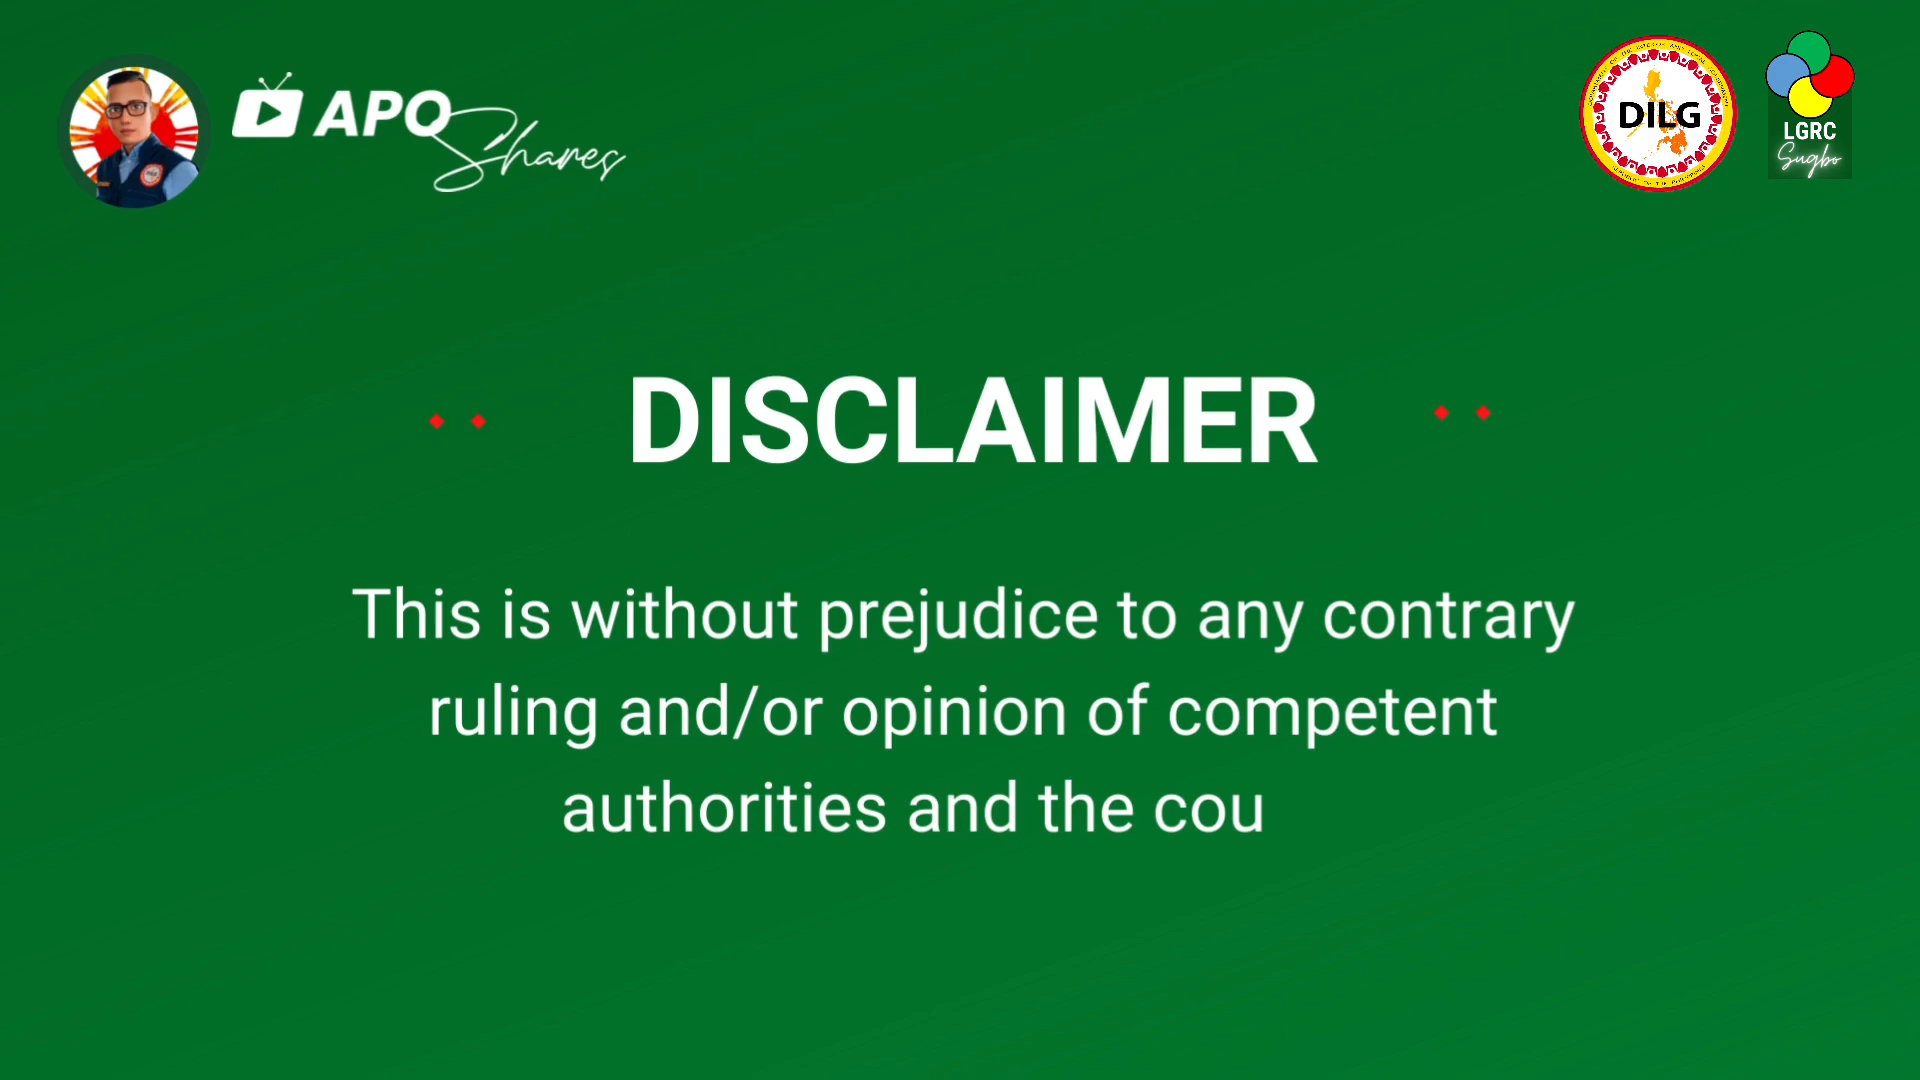 APO
Shares
DILG
LGRC
Sugbo
DISCLAIMER
This is without prejudice to any contrary
ruling and/or opinion of competent
authorities and the cou